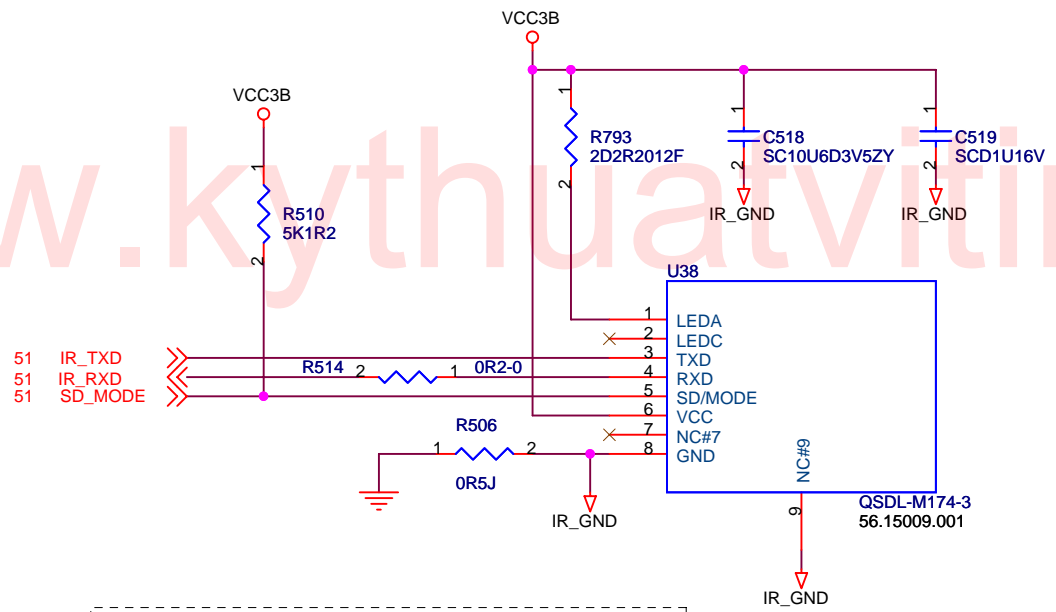 VCC3B
VCC3B
1
R793
2D2R2012F
2
1
C518
SC10U6D3V5ZY
2
IR_GND
1
C519
SCD1U16V
2
IR_GND
1
R510
5K1R2
2
w.kythuatviti
U38
1 LEDA
2 LEDC
51 IR_TXD
3 TXD
51 IR_RXD
R514 2 1 0R2-0
4 RXD
51 SD_MODE
5 SD/MODE
6 VCC
7 NC#7
R506
1 2
0R5J
8 GND
IR_GND
NC#9
9
QSDL-M174-3
56.15009.001
IR_GND